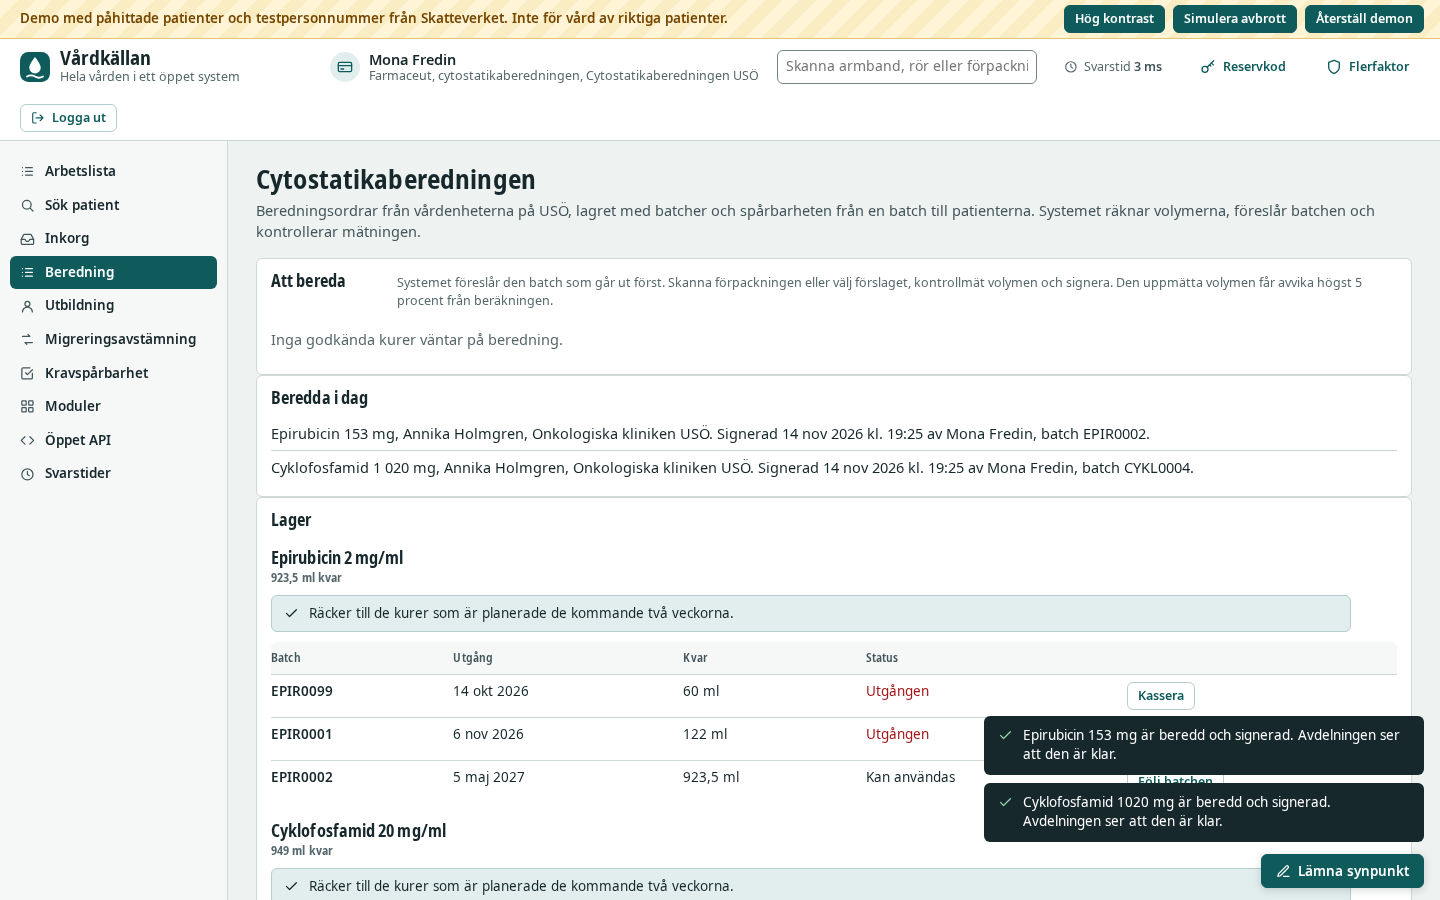 Demo med påhittade patienter och testpersonnummer från Skatteverket. Inte för vård av riktiga patienter.
Hög kontrast
Simulera avbrott
Återställ demon
Vårdkällan
Hela vården i ett öppet system
Mona Fredin
Farmaceut, cytostatikaberedningen, Cytostatikaberedningen USÖ
Skanna armband, rör eller förpackni
Svarstid 3 ms
Reservkod
Flerfaktor
Logga ut
Arbetslista
Sök patient
Inkorg
Beredning
Utbildning
Migreringsavstämning
Kravspårbarhet
Moduler
Öppet API
Svarstider
Cytostatikaberedningen
Beredningsordrar från vårdenheterna på USÖ, lagret med batcher och spårbarheten från en batch till patienterna. Systemet räknar volymerna, föreslår batchen och
kontrollerar mätningen.
Att bereda
Systemet föreslår den batch som går ut först. Skanna förpackningen eller välj förslaget, kontrollmät volymen och signera. Den uppmätta volymen får avvika högst 5
procent från beräkningen.
Inga godkända kurer väntar på beredning.
Beredda i dag
Epirubicin 153 mg, Annika Holmgren, Onkologiska kliniken USÖ. Signerad 14 nov 2026 kl. 19:25 av Mona Fredin, batch EPIR0002.
Cyklofosfamid 1 020 mg, Annika Holmgren, Onkologiska kliniken USÖ. Signerad 14 nov 2026 kl. 19:25 av Mona Fredin, batch CYKL0004.
Lager
Epirubicin 2 mg/ml
923,5 ml kvar
Räcker till de kurer som är planerade de kommande två veckorna.
Batch Utgång Kvar Status
EPIR0099 14 okt 2026 60 ml Utgången Kassera
EPIR0001 6 nov 2026 122 ml Utgången
EPIR0002 5 maj 2027 923,5 ml Kan användas Följ batchen
Epirubicin 153 mg är beredd och signerad. Avdelningen ser
att den är klar.
Cyklofosfamid 1020 mg är beredd och signerad.
Avdelningen ser att den är klar.
Cyklofosfamid 20 mg/ml
949 ml kvar
Räcker till de kurer som är planerade de kommande två veckorna.
Lämna synpunkt